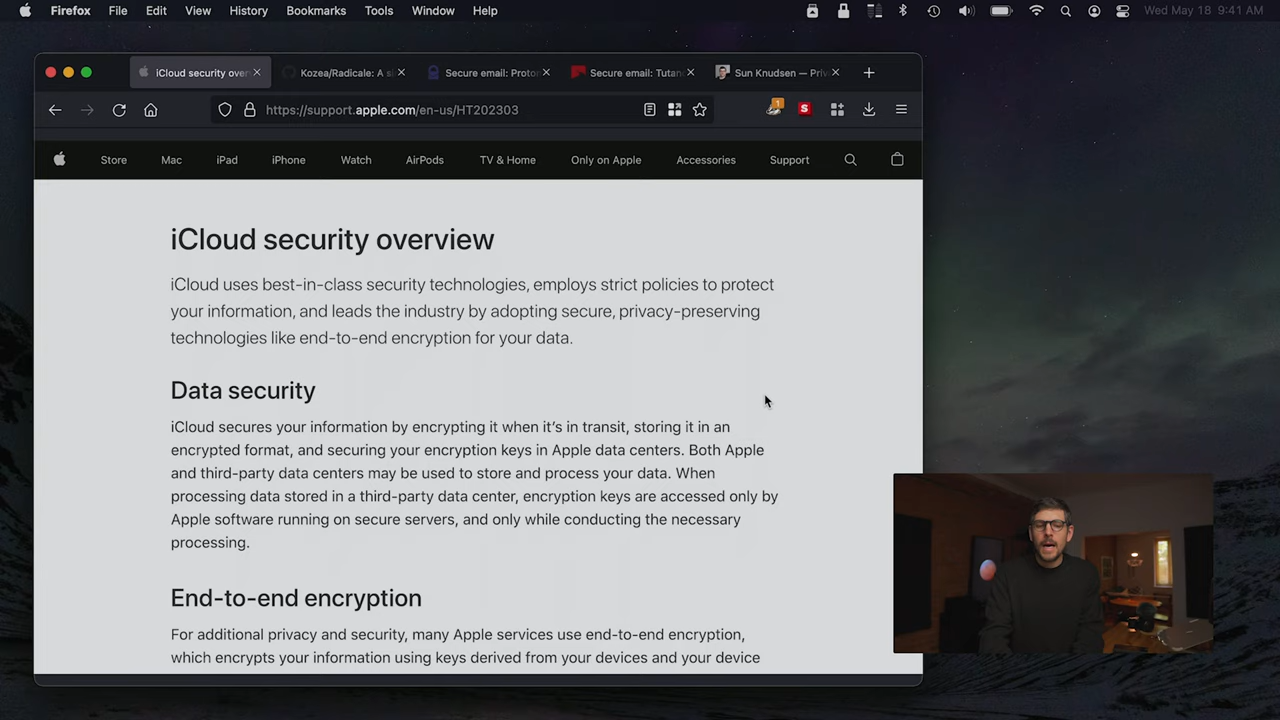 Firefox File Edit View History Bookmarks Tools Window Help Wed May 18 9:41 AM
iCloud security over Kozea/Radicale: A si Secure email: Proton Secure email: Tutan Sun Knudsen — Priv
https://support.apple.com/en-us/HT202303 1 S
Store Mac iPad iPhone Watch AirPods TV & Home Only on Apple Accessories Support
iCloud security overview
iCloud uses best-in-class security technologies, employs strict policies to protect
your information, and leads the industry by adopting secure, privacy-preserving
technologies like end-to-end encryption for your data.
Data security
iCloud secures your information by encrypting it when it's in transit, storing it in an
encrypted format, and securing your encryption keys in Apple data centers. Both Apple
and third-party data centers may be used to store and process your data. When
processing data stored in a third-party data center, encryption keys are accessed only by
Apple software running on secure servers, and only while conducting the necessary
processing.
End-to-end encryption
For additional privacy and security, many Apple services use end-to-end encryption,
which encrypts your information using keys derived from your devices and your device